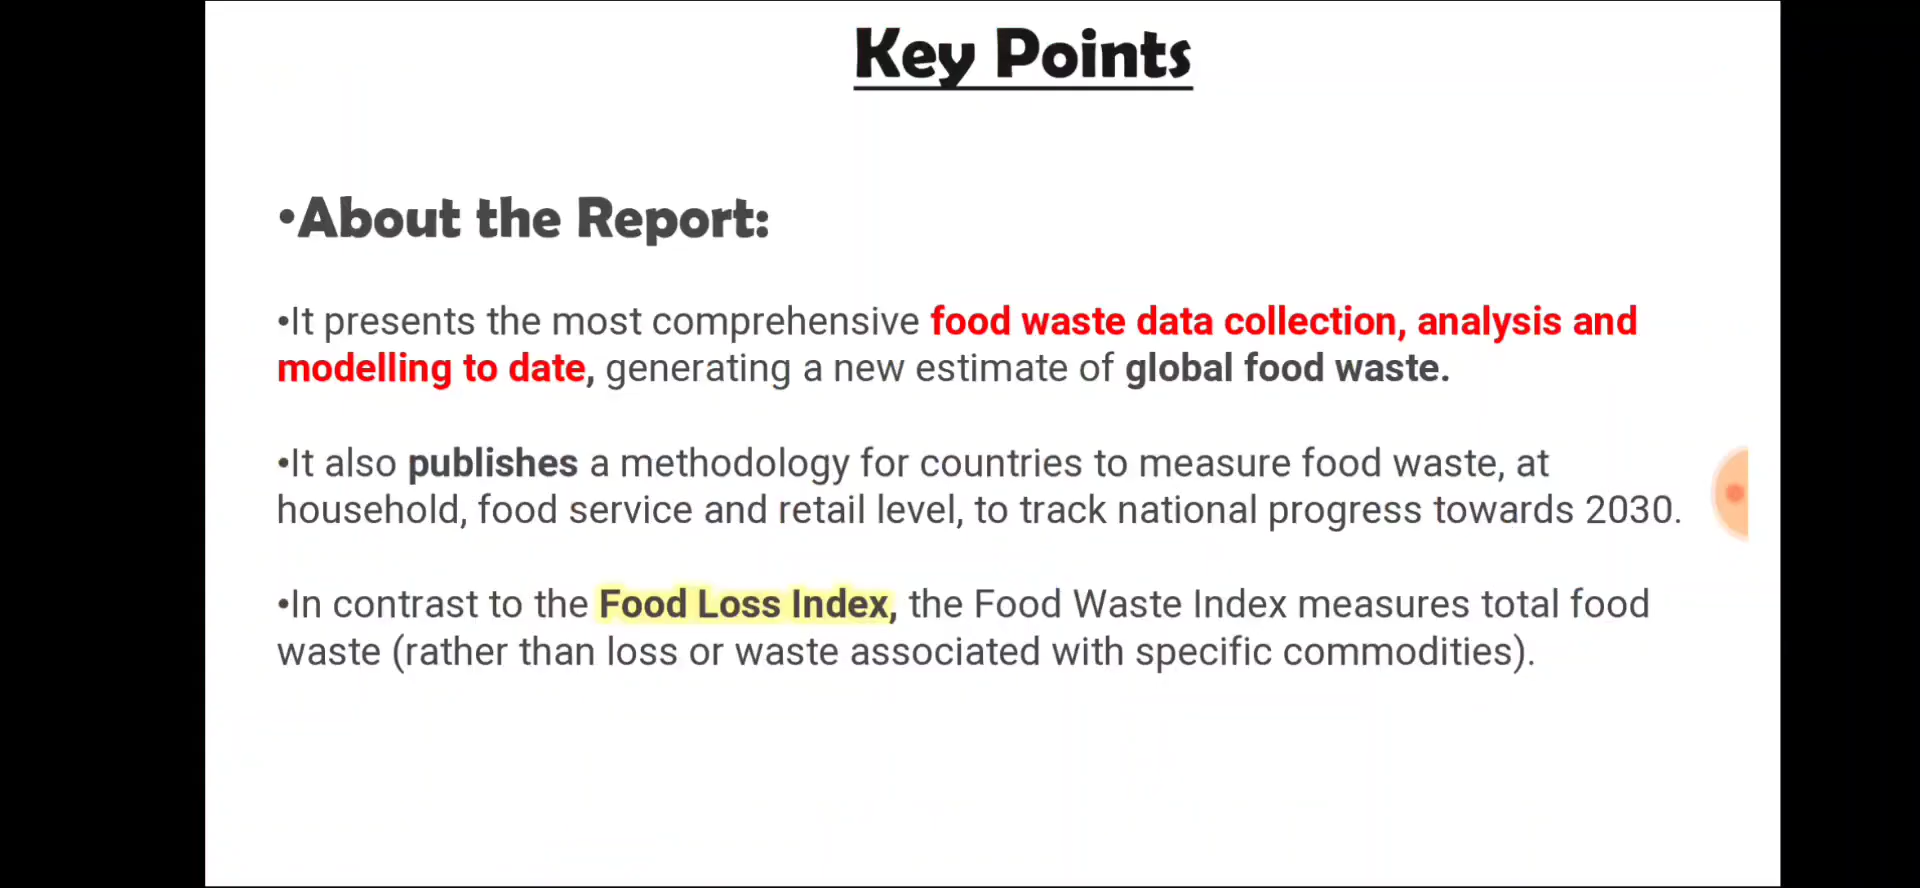 Key Points
•About the Report:
•It presents the most comprehensive food waste data collection, analysis and
modelling to date, generating a new estimate of global food waste.
•It also publishes a methodology for countries to measure food waste, at
household, food service and retail level, to track national progress towards 2030.
•In contrast to the Food Loss Index, the Food Waste Index measures total food
waste (rather than loss or waste associated with specific commodities).